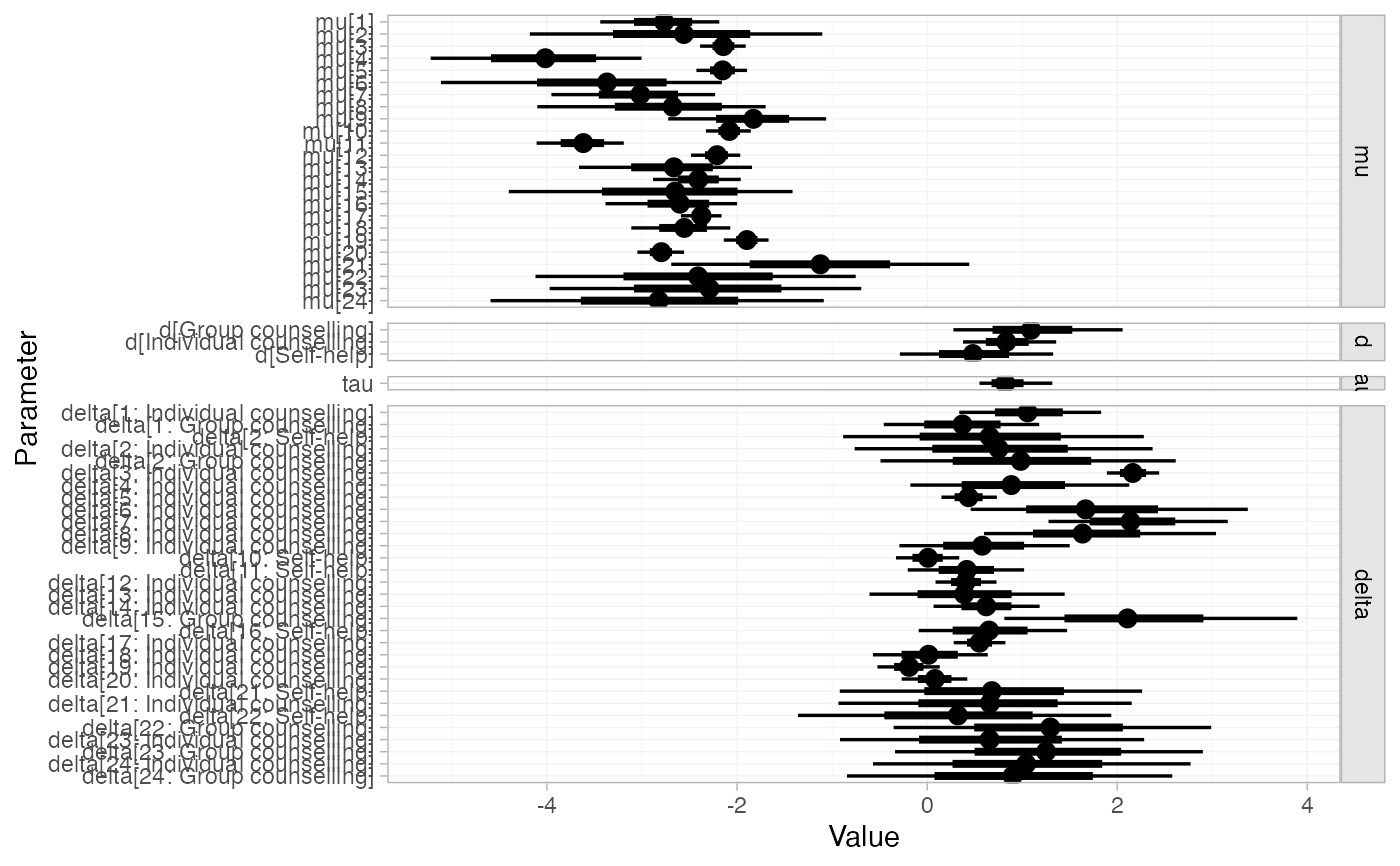 mu[1]
mu[2]
mu[3]
mu[4]
mu[5]
mu[6]
mu[7]
mu[8]
mu[9]
mu[10]
mu[11]
mu[12]
mu[13]
mu[14]
mu[15]
mu[16]
mu[17]
mu[18]
mu[19]
mu[20]
mu[21]
mu[22]
mu[23]
mu[24]
mu
d[Group counselling]
d[Individual counselling]
d[Self-help]
d
tau
au
delta[1: Individual counselling]
delta[1: Group counselling]
delta[2: Self-help]
delta[2: Individual counselling]
delta[2: Group counselling]
delta[3: Individual counselling]
delta[4: Individual counselling]
delta[5: Individual counselling]
delta[6: Individual counselling]
delta[7: Individual counselling]
delta[8: Individual counselling]
delta[9: Individual counselling]
delta[10: Self-help]
delta[11: Self-help]
delta[12: Individual counselling]
delta[13: Individual counselling]
delta[14: Individual counselling]
delta[15: Group counselling]
delta[16: Self-help]
delta[17: Individual counselling]
delta[18: Individual counselling]
delta[19: Individual counselling]
delta[20: Individual counselling]
delta[21: Self-help]
delta[21: Individual counselling]
delta[22: Self-help]
delta[22: Group counselling]
delta[23: Individual counselling]
delta[23: Group counselling]
delta[24: Individual counselling]
delta[24: Group counselling]
delta
Parameter
-4 -2 0 2 4
Value